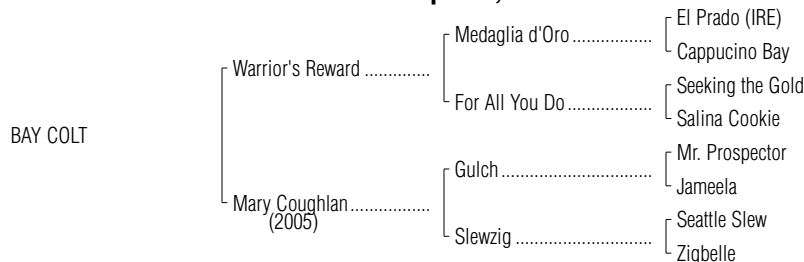 El Prado (IRE)
Medaglia d'Oro
Cappucino Bay
Warrior's Reward
Seeking the Gold
For All You Do
Salina Cookie
BAY COLT
Mr. Prospector
Gulch
Jameela
Mary Coughlan
(2005)
Seattle Slew
Slewzig
Zigbelle